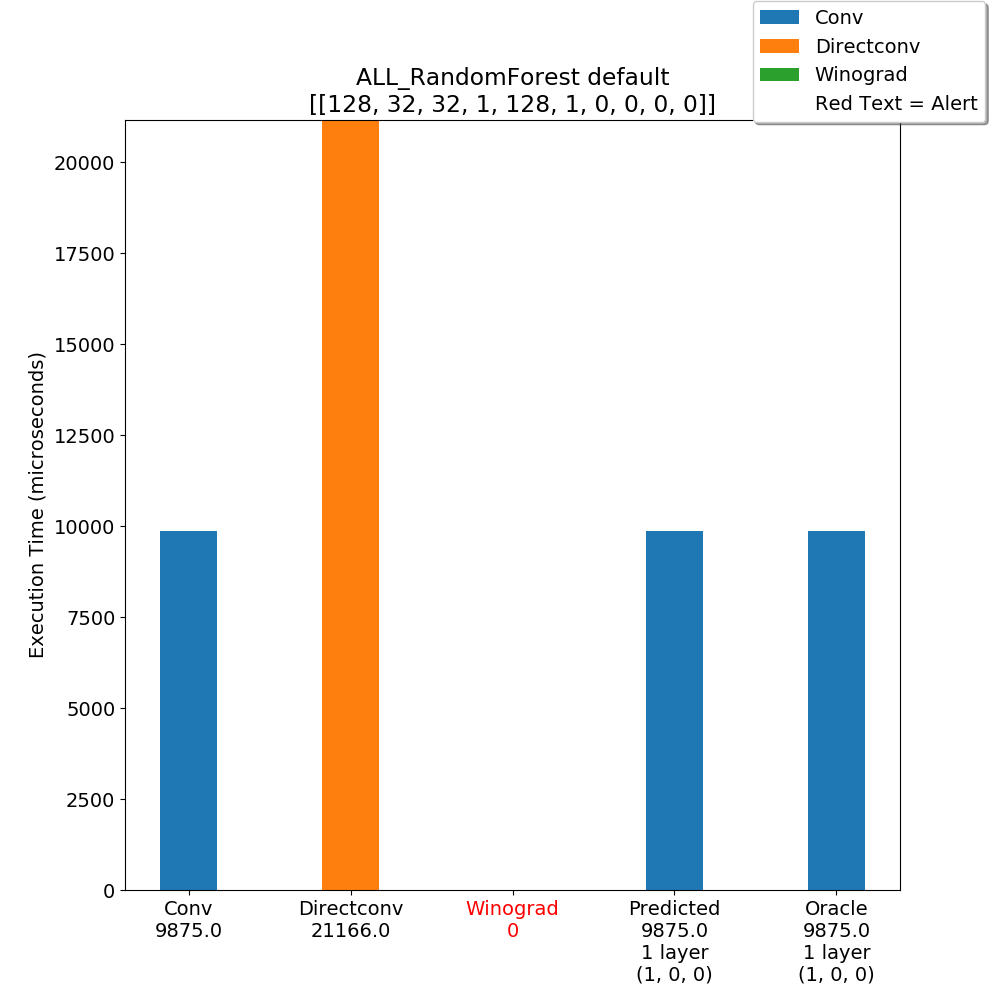 Conv
Directconv
Winograd
Red Text = Alert
ALL_RandomForest default
[[128, 32, 32, 1, 128, 1, 0, 0, 0, 0]]
Execution Time (microseconds)
20000
17500
15000
12500
10000
7500
5000
2500
0
Conv
9875.0
Directconv
21166.0
Winograd
0
Predicted
9875.0
1 layer
(1, 0, 0)
Oracle
9875.0
1 layer
(1, 0, 0)